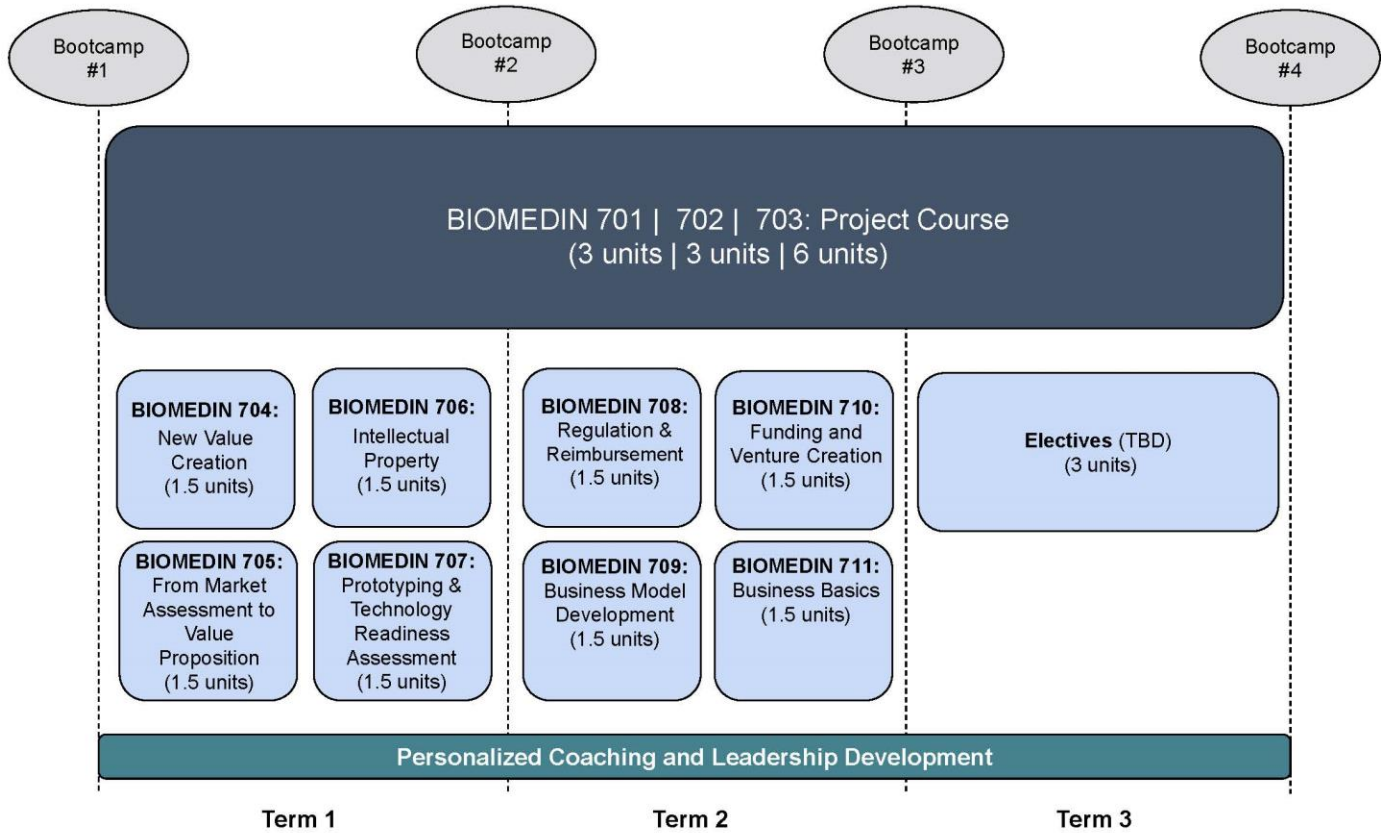 Bootcamp
#1
Bootcamp
#2
Bootcamp
#3
Bootcamp
#4
BIOMEDIN 701 | 702 | 703: Project Course
(3 units | 3 units | 6 units)
BIOMEDIN 704:
New Value
Creation
(1.5 units)
BIOMEDIN 706:
Intellectual
Property
(1.5 units)
BIOMEDIN 708:
Regulation &
Reimbursement
(1.5 units)
BIOMEDIN 710:
Funding and
Venture Creation
(1.5 units)
Electives (TBD)
(3 units)
BIOMEDIN 705:
From Market
Assessment to
Value
Proposition
(1.5 units)
BIOMEDIN 707:
Prototyping &
Technology
Readiness
Assessment
(1.5 units)
BIOMEDIN 709:
Business Model
Development
(1.5 units)
BIOMEDIN 711:
Business Basics
(1.5 units)
Personalized Coaching and Leadership Development
Term 1
Term 2
Term 3